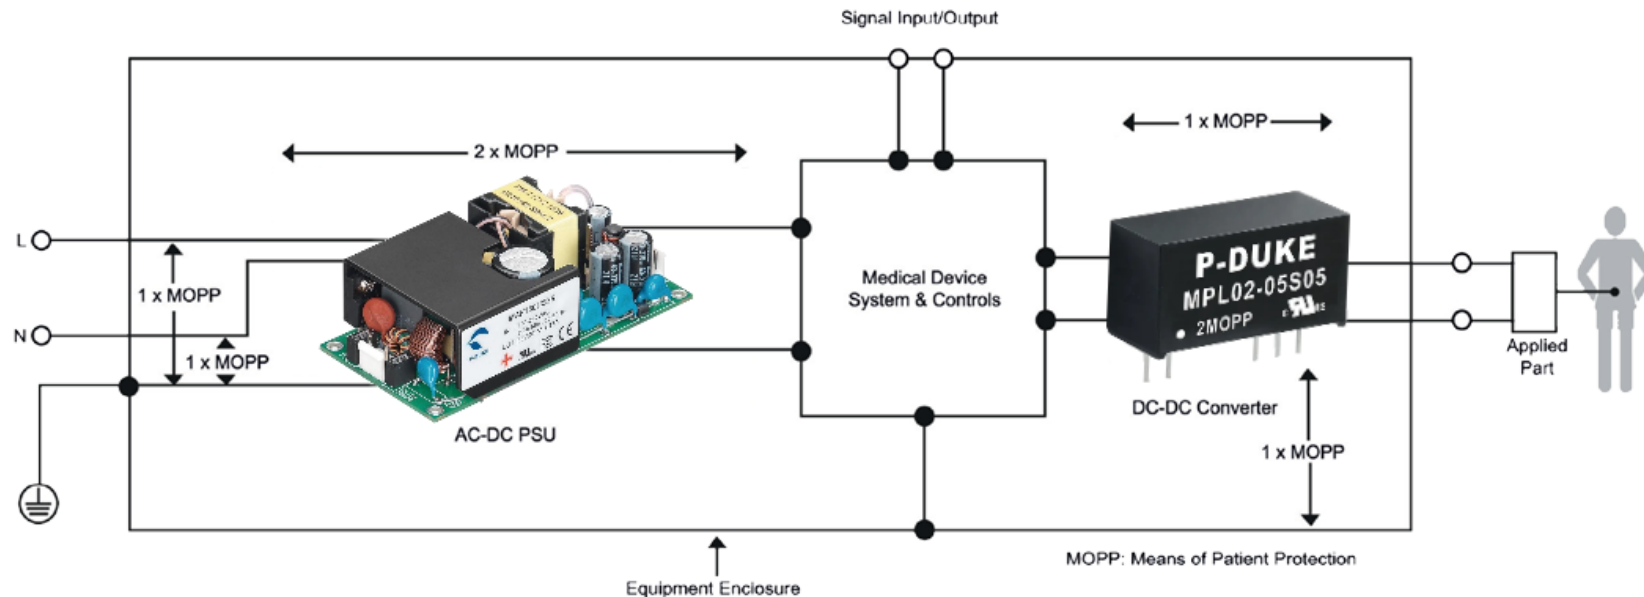 Signal Input/Output
1 x MOPP
2 x MOPP
L
1 x MOPP
N
1 x MOPP
Medical Device
System & Controls
P-DUKE
MPL02-05S05
2MOPP
Applied
Part
AC-DC PSU
DC-DC Converter
1 x MOPP
MOPP: Means of Patient Protection
Equipment Enclosure